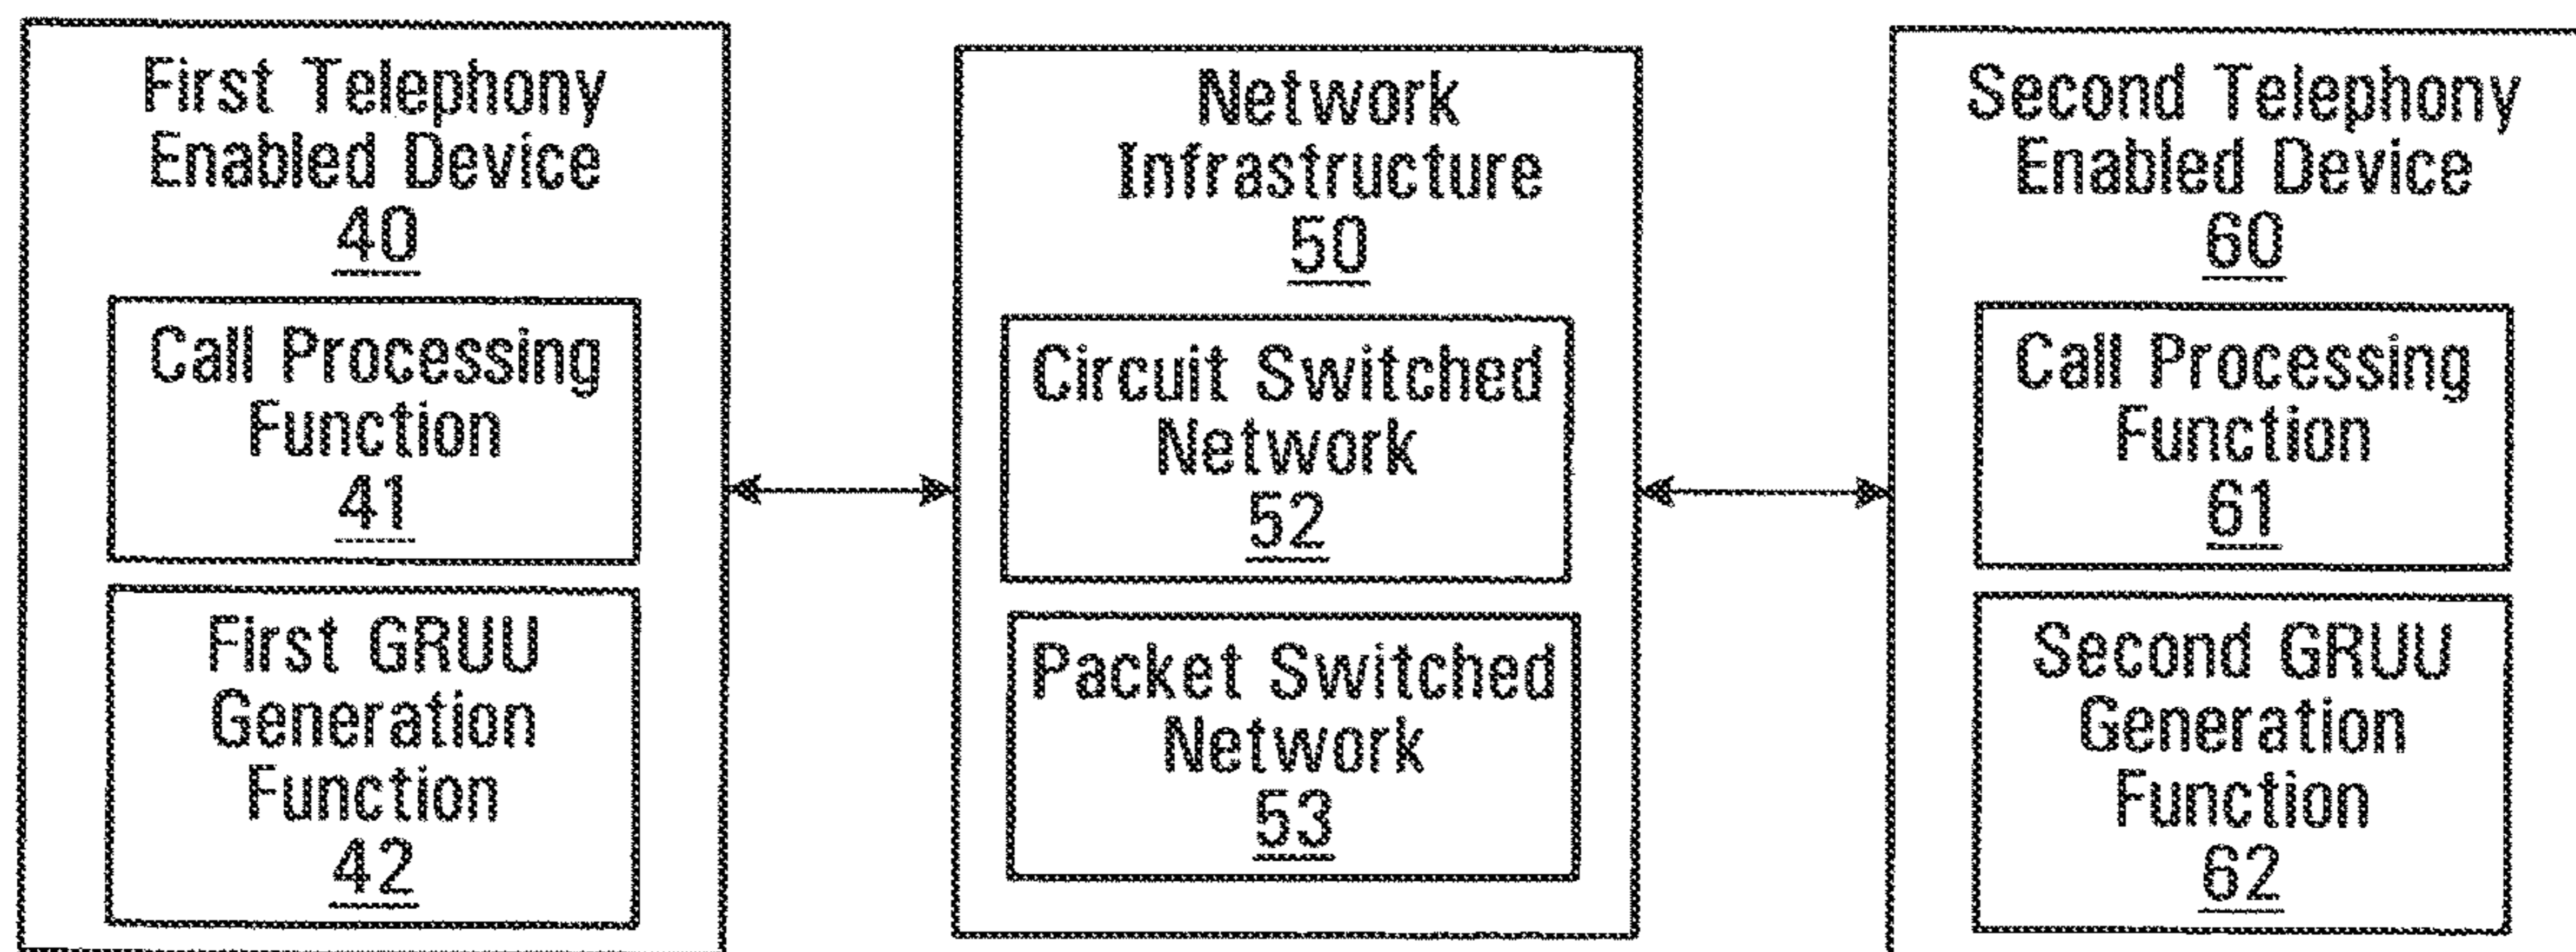 First Telephony
Enabled Device
40
Call Processing
Function
41
First GRUU
Generation
Function
42
Network
Infrastructure
50
Circuit Switched
Network
52
Packet Switched
Network
53
Second Telephony
Enabled Device
60
Call Processing
Function
61
Second GRUU
Generation
Function
62